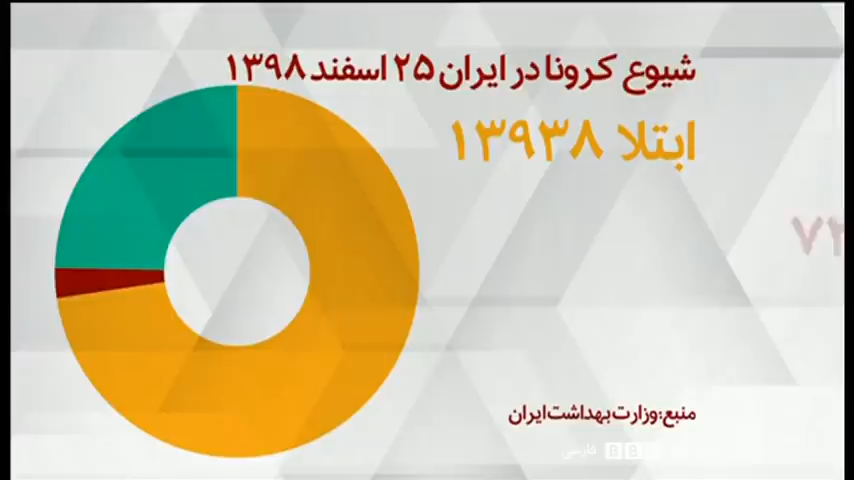 شیوع کرونا در ایران ۲۵ اسفند ۱۳۹۸
ابتلا ۱۳۹۳۸
منبع:وزارت بهداشت ایران
BBC فارسی